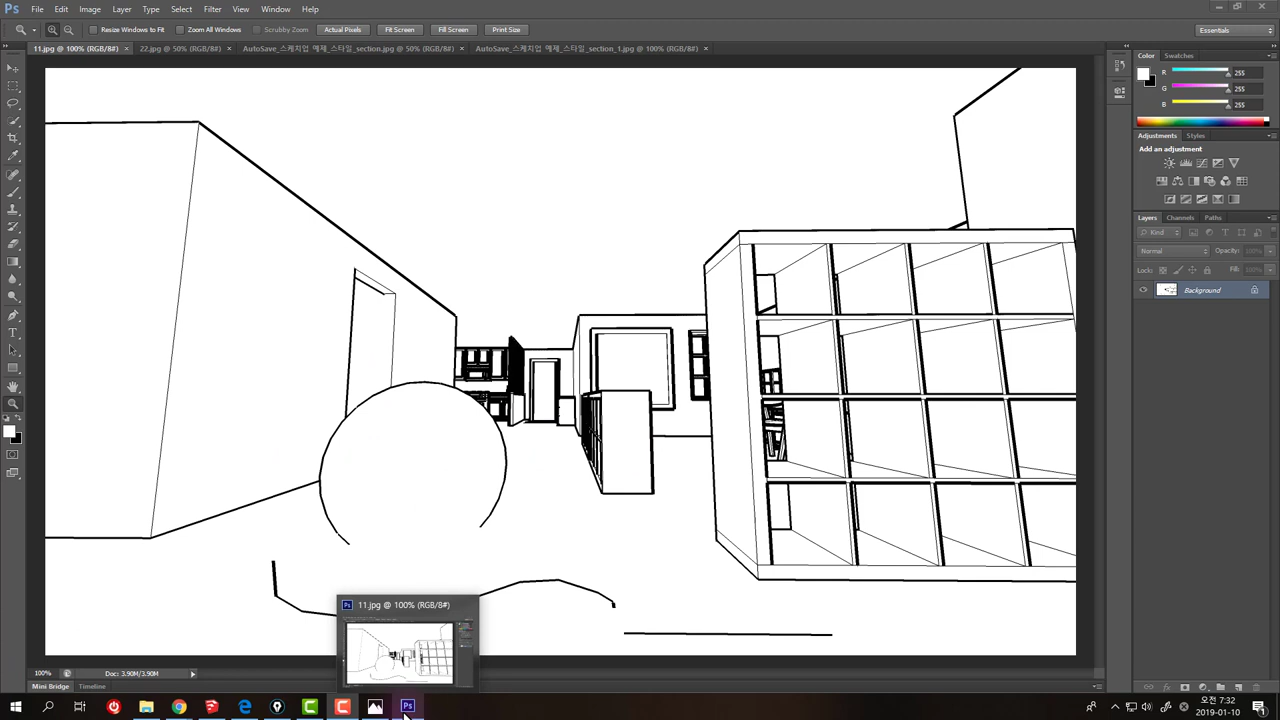 Ps File Edit Image Layer Type Select Filter 3D View Window Help
Resize Windows to Fit Zoom All Windows Scrubby Zoom Actual Pixels Fit Screen Fill Screen Print Size Essentials
11.jpg @ 100% (RGB/8#) × 22.jpg @ 50% (RGB/8#) × AutoSave_스케치업 예제_스타일_section.jpg @ 50% (RGB/8#) × AutoSave_스케치업 예제_스타일_section_1.jpg @ 100% (RGB/8#) ×
Color Swatches
R 255
G 255
B 255
Adjustments Styles
Add an adjustment
Layers Channels Paths
Kind
Normal Opacity: 100%
Lock: Fill: 100%
Background
Ps 11.jpg @ 100% (RGB/8#)
100% Doc: 3.90M/3.90M
Mini Bridge Timeline
Ps
오전 7:32
2019-01-10
1